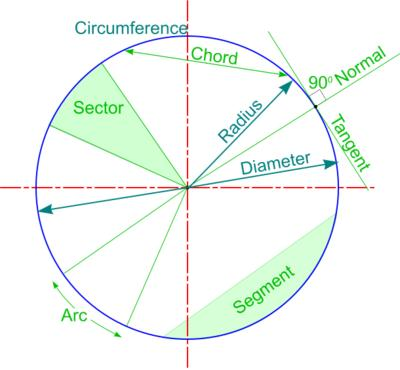 Circumference
Chord
90° Normal
Sector
Radius
Tangent
Diameter
Segment
Arc